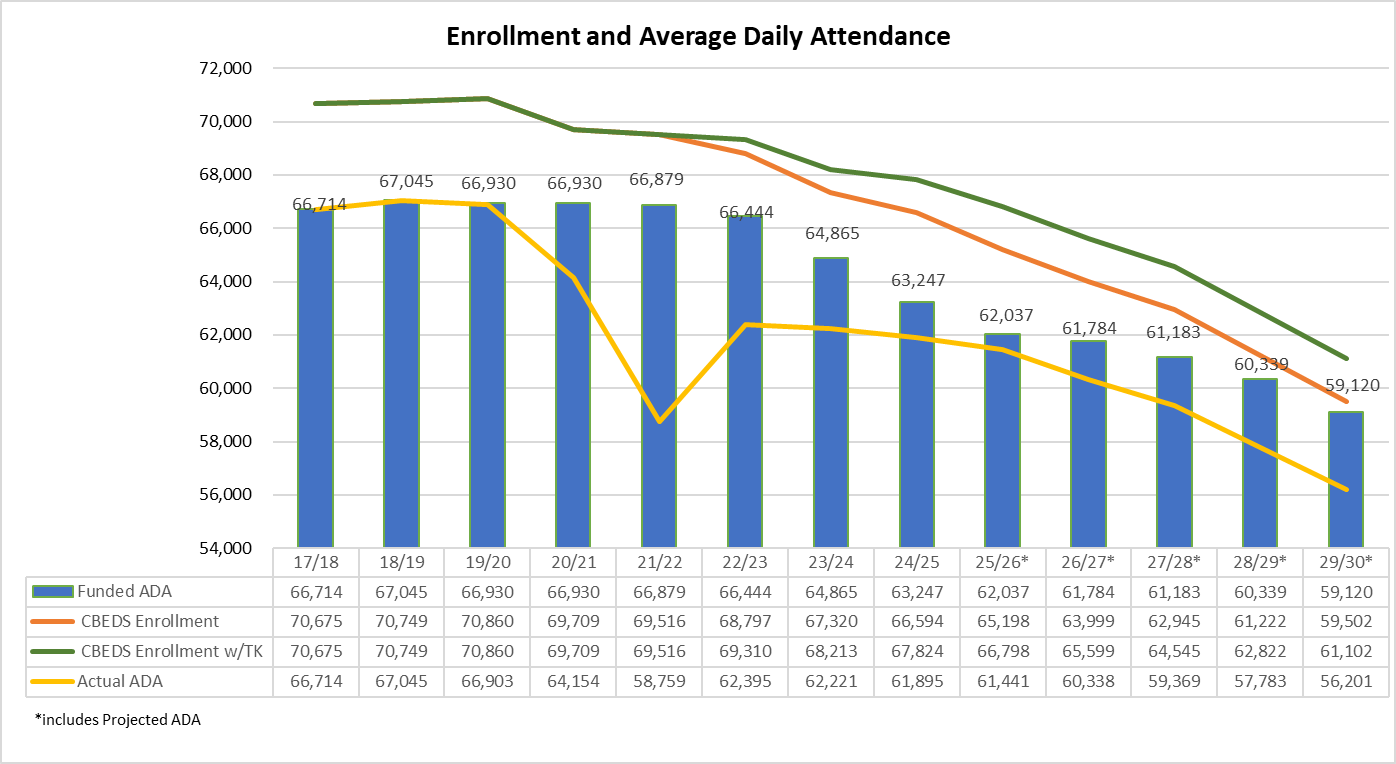 Enrollment and Average Daily Attendance
72,000
70,000
68,000
66,000
64,000
62,000
60,000
58,000
56,000
54,000
66,714 67,045 66,930 66,930 66,879 66,444 64,865 63,247 62,037 61,784 61,183 60,339 59,120
17/18 18/19 19/20 20/21 21/22 22/23 23/24 24/25 25/26* 26/27* 27/28* 28/29* 29/30*
Funded ADA 66,714 67,045 66,930 66,930 66,879 66,444 64,865 63,247 62,037 61,784 61,183 60,339 59,120
CBEDS Enrollment 70,675 70,749 70,860 69,709 69,516 68,797 67,320 66,594 65,198 63,999 62,945 61,222 59,502
CBEDS Enrollment w/TK 70,675 70,749 70,860 69,709 69,516 69,310 68,213 67,824 66,798 65,599 64,545 62,822 61,102
Actual ADA 66,714 67,045 66,903 64,154 58,759 62,395 62,221 61,895 61,441 60,338 59,369 57,783 56,201
*includes Projected ADA